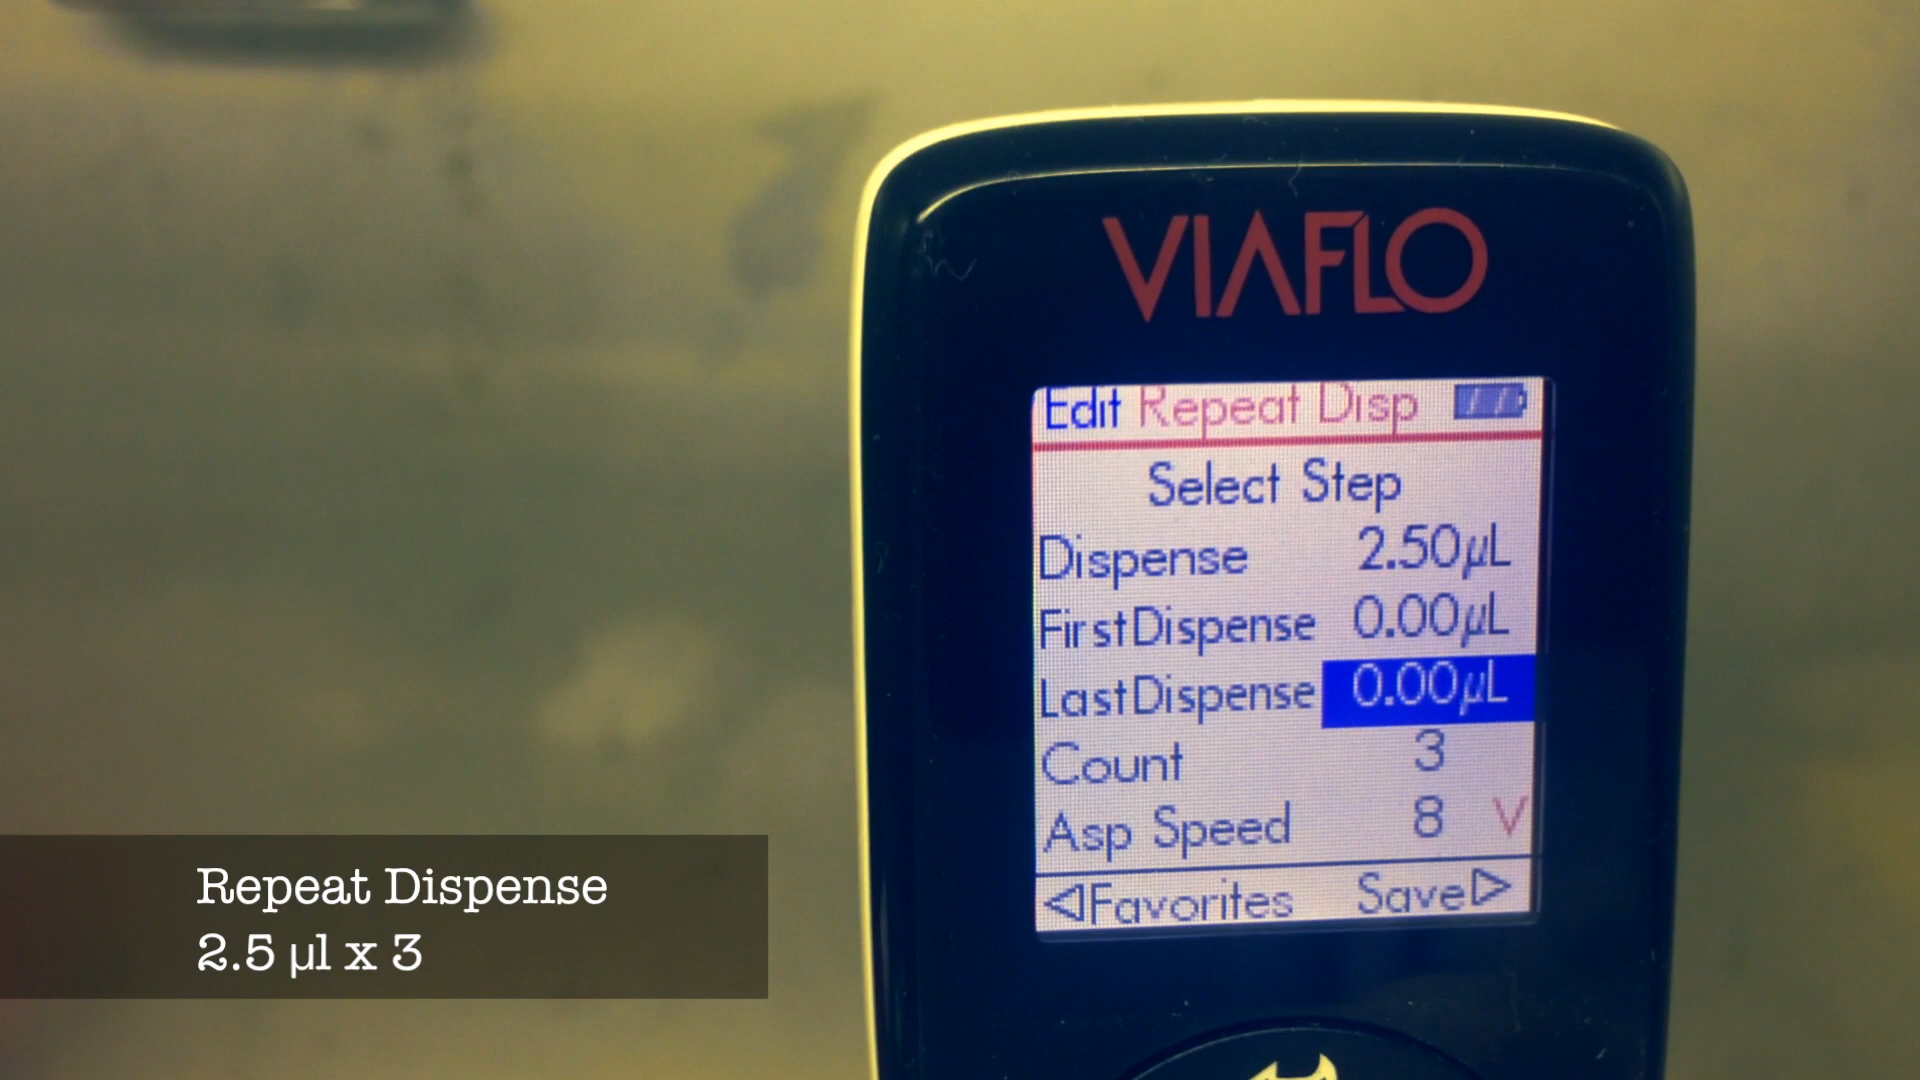 VIAFLO
Edit Repeat Disp
Select Step
Dispense 2.50µL
FirstDispense 0.00µL
LastDispense 0.00µL
Count 3
Asp Speed 8 V
Favorites Save
Repeat Dispense
2.5 µl x 3